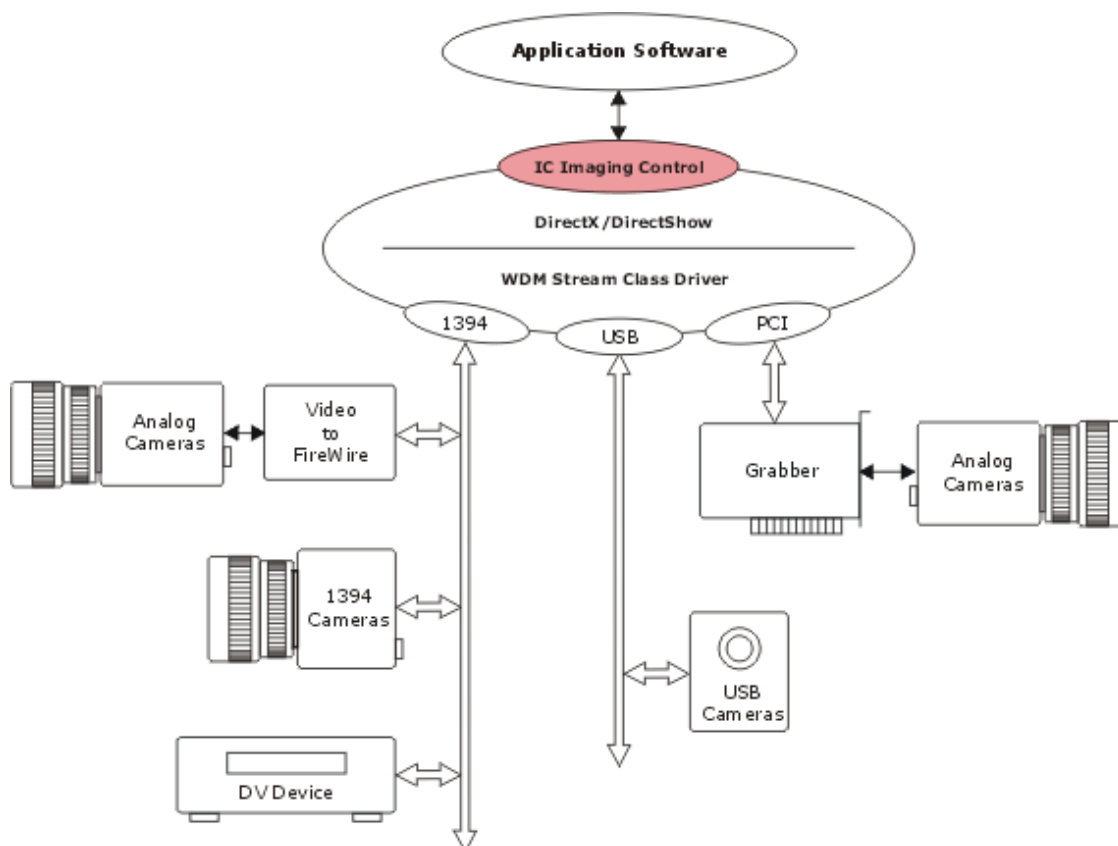 Application Software
IC Imaging Control
DirectX/DirectShow
WDM Stream Class Driver
1394
USB
PCI
Analog
Cameras
Video
to
FireWire
Grabber
Analog
Cameras
1394
Cameras
USB
Cameras
DV Device